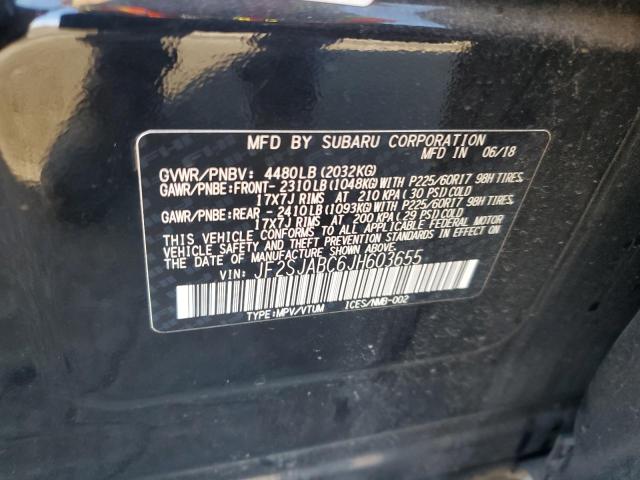 MFD BY SUBARU CORPORATION
MFD IN 06/18
GVWR/PNBV: 4480LB (2032KG)
GAWR/PNBE:FRONT- 2310LB (1048KG) WITH P225/60R17 98H TIRES,
17X7J RIMS AT 210 KPA ( 30 PSI) COLD
GAWR/PNBE:REAR - 2410LB (1093KG) WITH P225/60R17 98H TIRES,
17X7J RIMS AT 200 KPA ( 29 PSI) COLD
THIS VEHICLE CONFORMS TO ALL APPLICABLE FEDERAL MOTOR
VEHICLE SAFETY AND THEFT PREVENTION STANDARDS IN EFFECT
ON THE DATE OF MANUFACTURE SHOWN ABOVE.
VIN: JF2SJABC6JH603655
TYPE:MPV/VTUM ICES/NMB-002